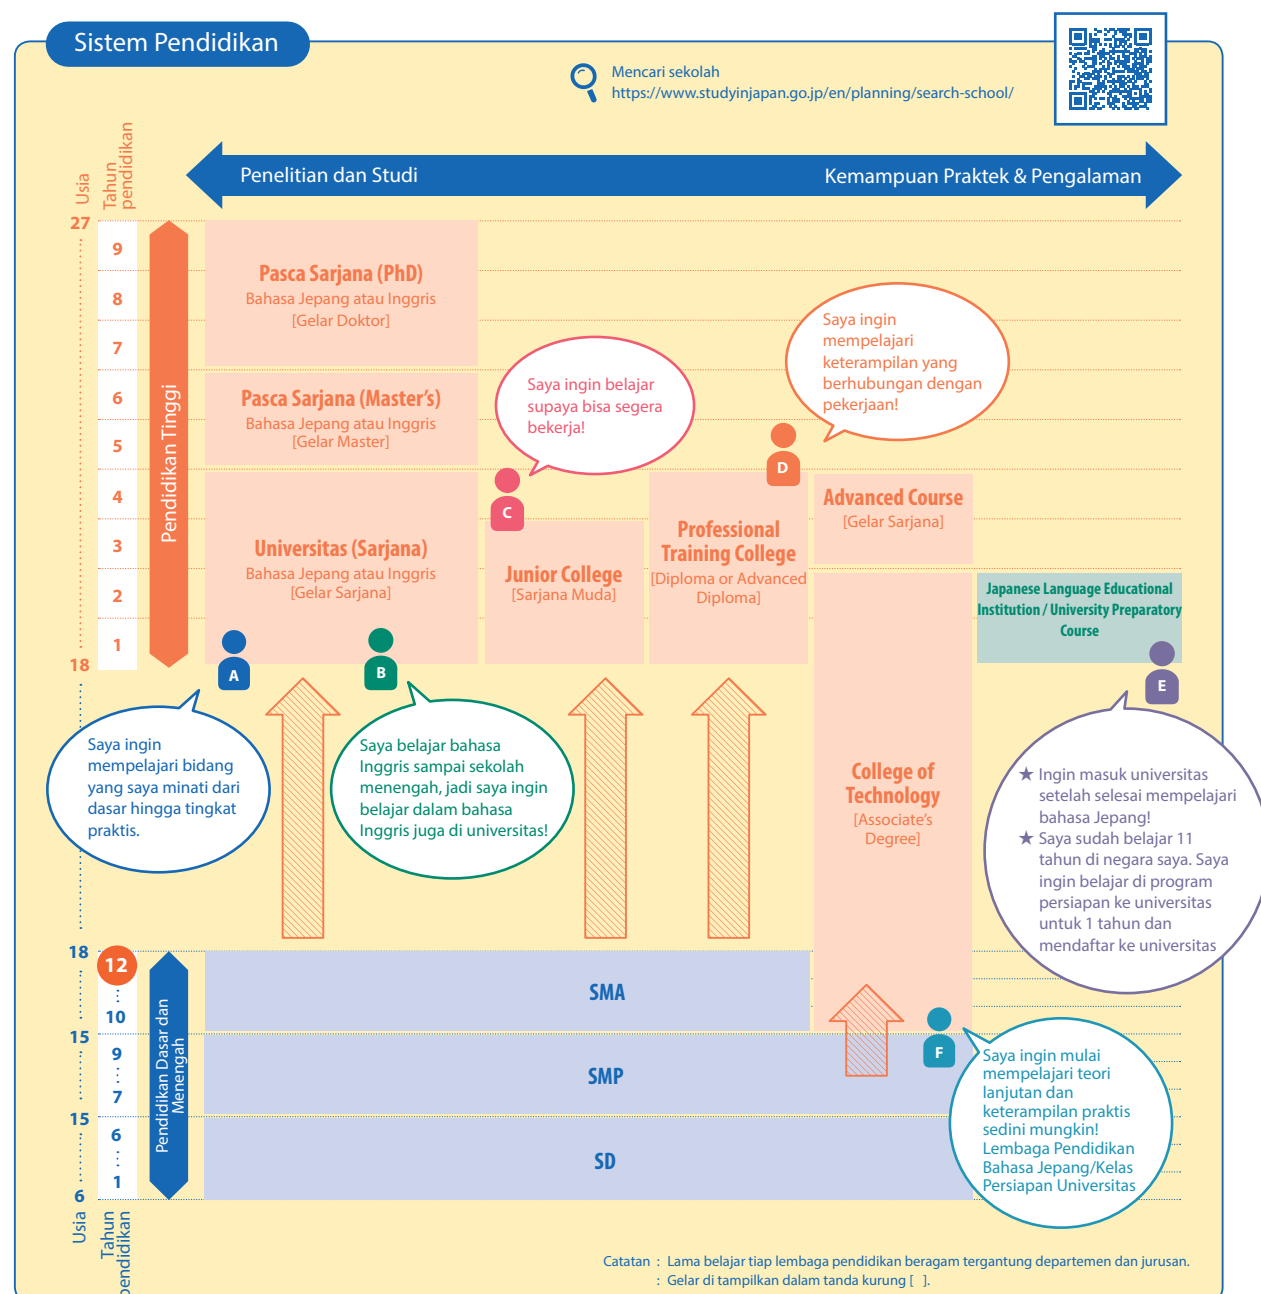 Sistem Pendidikan
Mencari sekolah
https://www.studyinjapan.go.jp/en/planning/search-school/
Usia
Tahun
pendidikan
Penelitian dan Studi
Kemampuan Praktek & Pengalaman
27
9
8
7
6
5
4
3
2
1
18
Pendidikan Tinggi
Pasca Sarjana (PhD)
Bahasa Jepang atau Inggris
[Gelar Doktor]
Pasca Sarjana (Master's)
Bahasa Jepang atau Inggris
[Gelar Master]
Universitas (Sarjana)
Bahasa Jepang atau Inggris
[Gelar Sarjana]
Saya ingin belajar
supaya bisa segera
bekerja!
C
Junior College
[Sarjana Muda]
Saya ingin
mempelajari
keterampilan yang
berhubungan dengan
pekerjaan!
D
Professional
Training College
[Diploma or Advanced
Diploma]
Advanced Course
[Gelar Sarjana]
Japanese Language Educational
Institution / University Preparatory
Course
A
B
E
Saya ingin
mempelajari bidang
yang saya minati dari
dasar hingga tingkat
praktis.
Saya belajar bahasa
Inggris sampai sekolah
menengah, jadi saya ingin
belajar dalam bahasa
Inggris juga di universitas!
College of
Technology
[Associate's
Degree]
★ Ingin masuk universitas
setelah selesai mempelajari
bahasa Jepang!
★ Saya sudah belajar 11
tahun di negara saya. Saya
ingin belajar di program
persiapan ke universitas
untuk 1 tahun dan
mendaftar ke universitas
18
12
10
15
9
7
15
6
1
6
Pendidikan Dasar dan
Menengah
SMA
SMP
SD
F
Saya ingin mulai
mempelajari teori
lanjutan dan
keterampilan praktis
sedini mungkin!
Lembaga Pendidikan
Bahasa Jepang/Kelas
Persiapan Universitas
Usia
Tahun
pendidikan
Catatan : Lama belajar tiap lembaga pendidikan beragam tergantung departemen dan jurusan.
: Gelar di tampilkan dalam tanda kurung [ ].